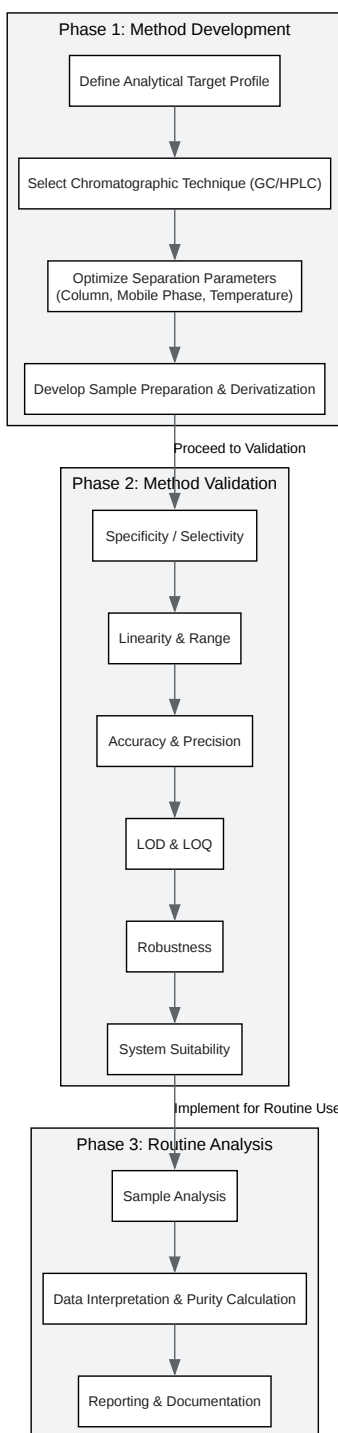 Phase 1: Method Development
Define Analytical Target Profile
Select Chromatographic Technique (GC/HPLC)
Optimize Separation Parameters
(Column, Mobile Phase, Temperature)
Develop Sample Preparation & Derivatization
Proceed to Validation
Phase 2: Method Validation
Specificity / Selectivity
Linearity & Range
Accuracy & Precision
LOD & LOQ
Robustness
System Suitability
Implement for Routine Use
Phase 3: Routine Analysis
Sample Analysis
Data Interpretation & Purity Calculation
Reporting & Documentation